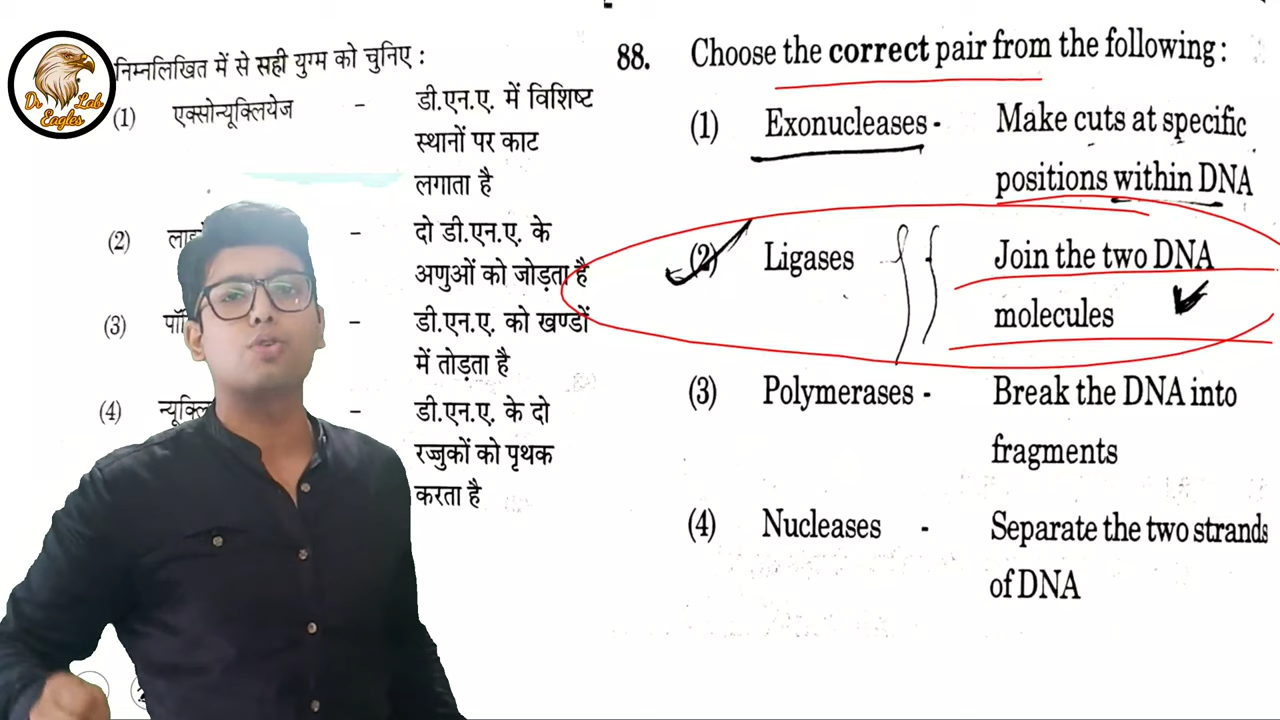 Dr Lab
Eagles
निम्नलिखित में से सही युग्म को चुनिए :
(1) एक्सोन्यूक्लियेज – डी.एन.ए. में विशिष्ट
स्थानों पर काट
लगाता है
(2) – दो डी.एन.ए. के
अणुओं को जोड़ता है
(3) – डी.एन.ए. को खण्डों
में तोड़ता है
(4) – डी.एन.ए. के दो
रज्जुकों को पृथक
करता है
88. Choose the correct pair from the following :
(1) Exonucleases - Make cuts at specific
positions within DNA
(2) Ligases Join the two DNA
molecules
(3) Polymerases - Break the DNA into
fragments
(4) Nucleases - Separate the two strands
of DNA